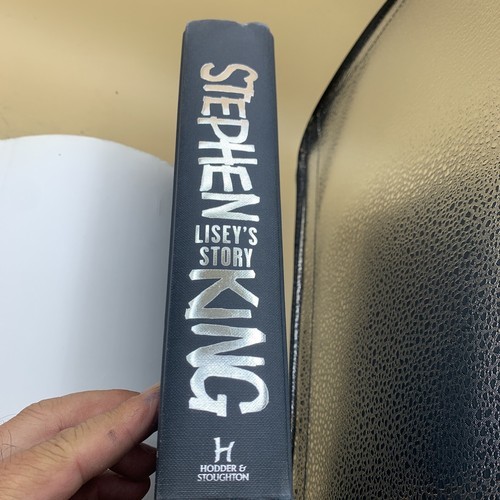 STEPHEN
LISEY'S
STORY
KING
H
HODDER &
STOUGHTON